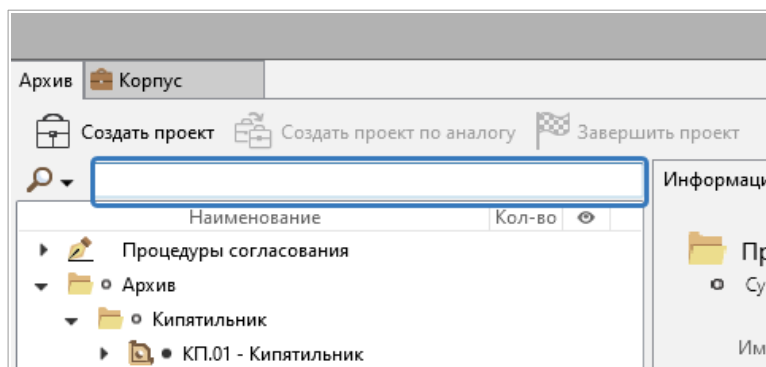 Архив Корпус
Создать проект Создать проект по аналогу Завершить проект
Информаци
Наименование Кол-во
Процедуры согласования
Пр
Архив
Су
Кипятильник
Им
КП.01 - Кипятильник